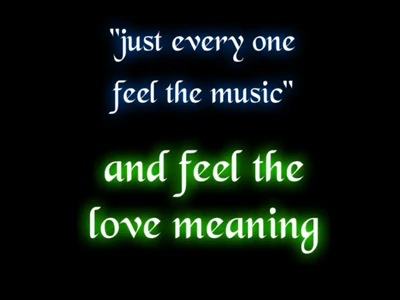 "just every one
feel the music"
and feel the
love meaning